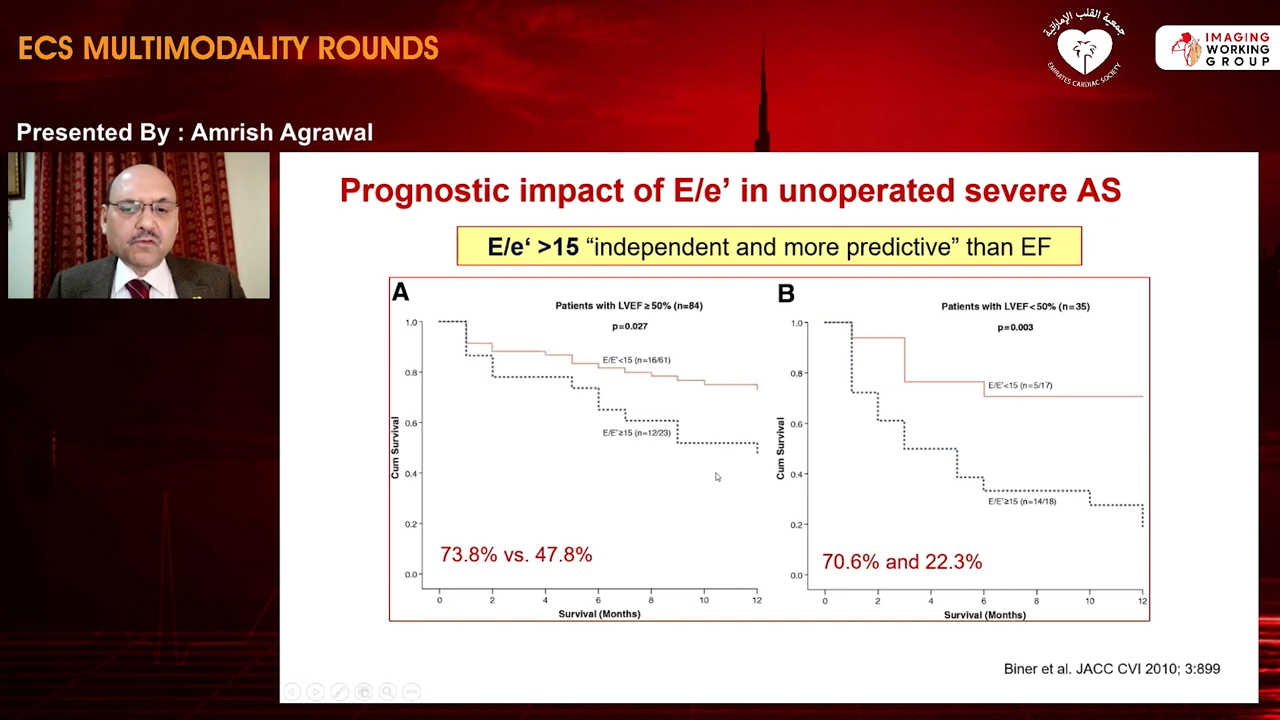 ECS MULTIMODALITY ROUNDS
جمعية القلب الإماراتية
EMIRATES CARDIAC SOCIETY
IMAGING
WORKING
GROUP
Presented By : Amrish Agrawal
Prognostic impact of E/e’ in unoperated severe AS
E/e‘ >15 “independent and more predictive” than EF
A
Patients with LVEF ≥ 50% (n=84)
p=0.027
1.0
0.8
0.6
0.4
0.2
0.0
Cum Survival
E/E'<15 (n=16/61)
E/E'≥15 (n=12/23)
73.8% vs. 47.8%
0 2 4 6 8 10 12
Survival (Months)
B
Patients with LVEF < 50% (n=35)
p=0.003
1.0
0.8
0.6
0.4
0.2
0.0
Cum Survival
E/E'<15 (n=5/17)
E/E'≥15 (n=14/18)
70.6% and 22.3%
0 2 4 6 8 10 12
Survival (Months)
Biner et al. JACC CVI 2010; 3:899